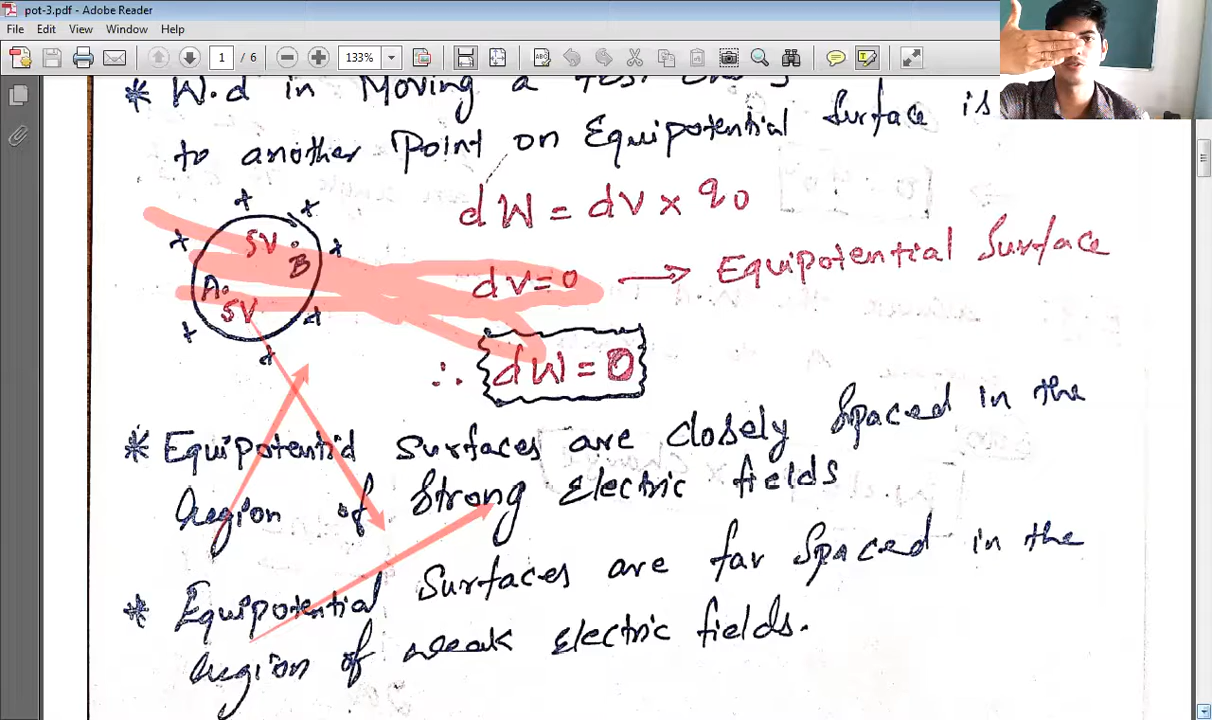 pot-3.pdf - Adobe Reader
File Edit View Window Help
1 / 6 133%
* W.d in Moving a Test
to another Point on Equipotential Surface is
dW = dV x q0
5V
B
A
5V
+ + + + + + + +
dV = 0 → Equipotential Surface
∴ dW = 0
* Equipotential surfaces are closely spaced in the
region of strong Electric fields
* Equipotential Surfaces are far spaced in the
region of weak Electric fields.